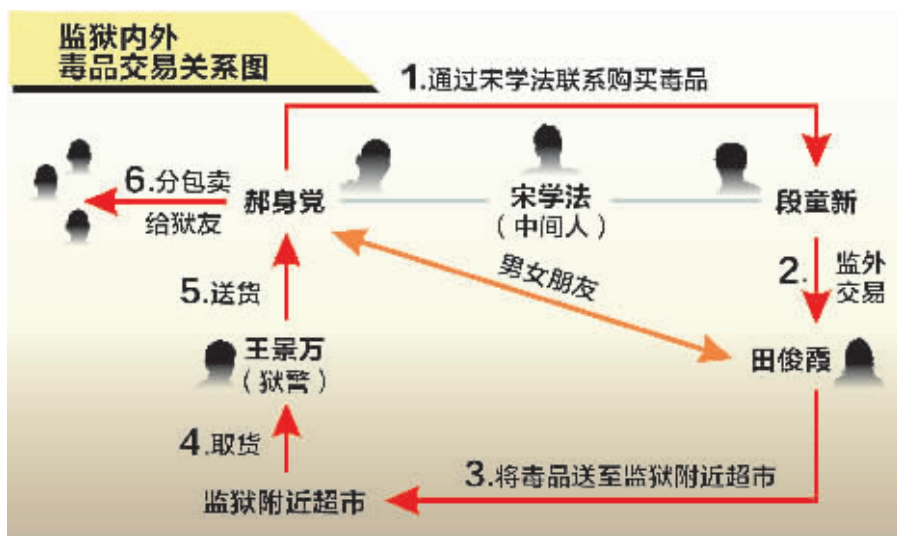 监狱内外
毒品交易关系图
1.通过宋学法联系购买毒品
6.分包卖
给狱友
郝身党
宋学法
（中间人）
段童新
2.
监外
交易
男女朋友
5.送货
王景万
（狱警）
田俊霞
4.取货
3.将毒品送至监狱附近超市
监狱附近超市